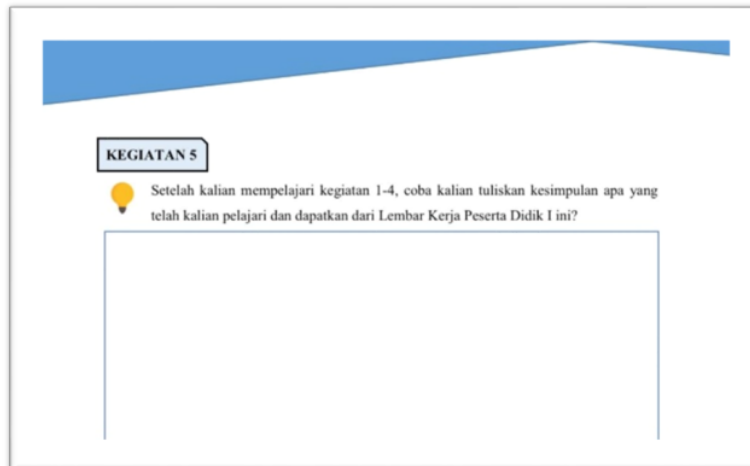 KEGIATAN 5
Setelah kalian mempelajari kegiatan 1-4, coba kalian tuliskan kesimpulan apa yang
telah kalian pelajari dan dapatkan dari Lembar Kerja Peserta Didik I ini?